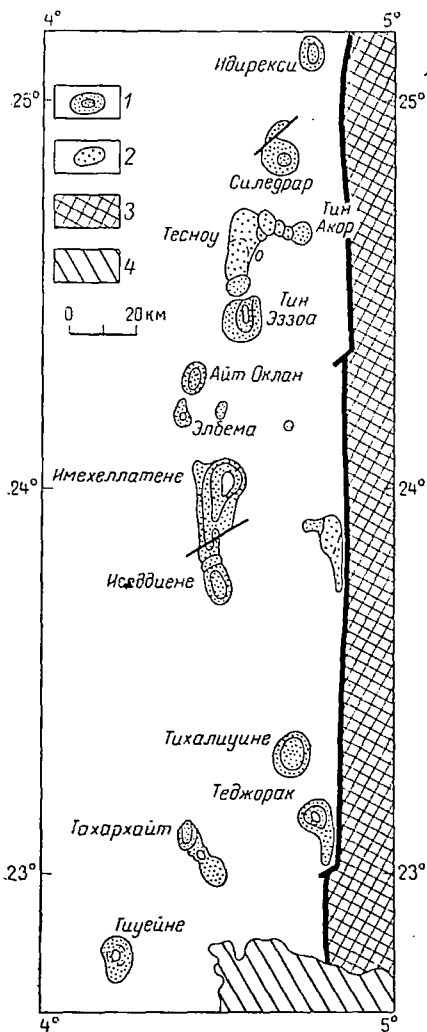 4°
5°
25°
25°
Идирекси
1
2
3
4
0 20 км
Силедрар
Тин
Акор
Тесноу
Тин
Эззоа
Айт Оклан
Элбема
Имехеллатене
24°
24°
Иседдиене
Тихалиуине
Теджорак
Тахархайт
23°
23°
Тиуейне
4°
5°